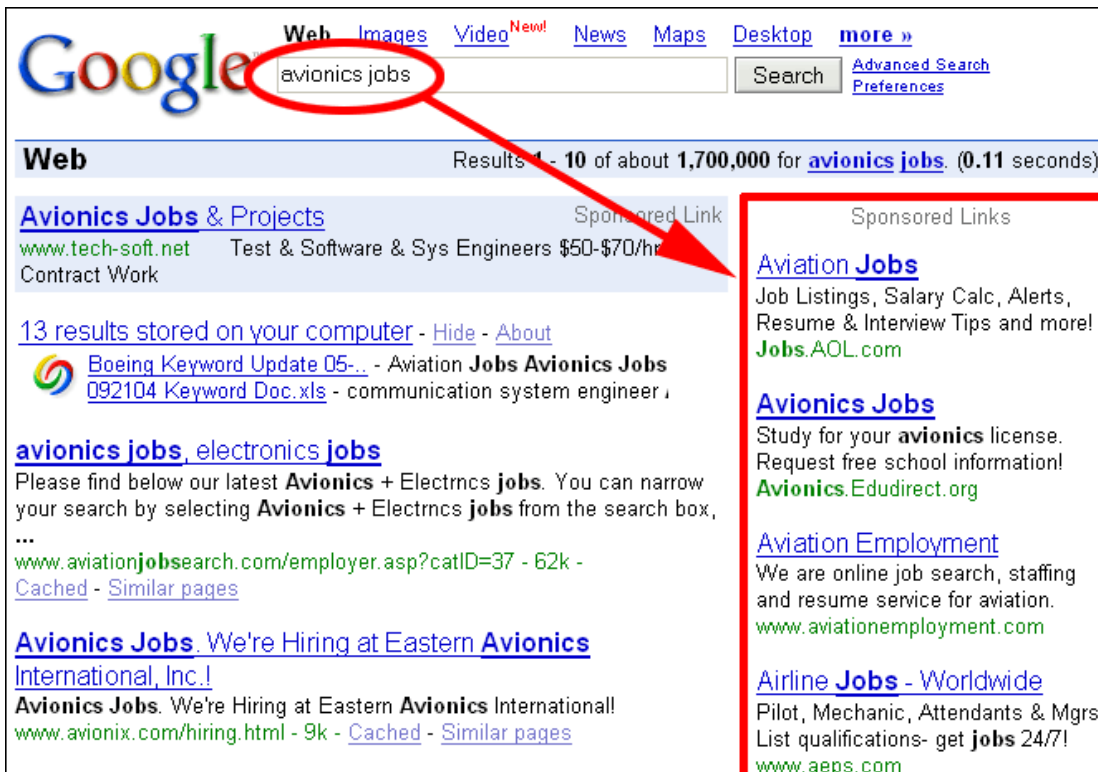 Google
Web Images Video New! News Maps Desktop more »
avionics jobs
Search
Advanced Search
Preferences
Web
Results 1 - 10 of about 1,700,000 for avionics jobs. (0.11 seconds)
Avionics Jobs & Projects
Sponsored Link
www.tech-soft.net Test & Software & Sys Engineers $50-$70/hr
Contract Work
13 results stored on your computer - Hide - About
Boeing Keyword Update 05-.. - Aviation Jobs Avionics Jobs
092104 Keyword Doc.xls - communication system engineer
avionics jobs, electronics jobs
Please find below our latest Avionics + Electrncs jobs. You can narrow
your search by selecting Avionics + Electrncs jobs from the search box,
...
www.aviationjobsearch.com/employer.asp?catID=37 - 62k -
Cached - Similar pages
Avionics Jobs. We're Hiring at Eastern Avionics
International, Inc.!
Avionics Jobs. We're Hiring at Eastern Avionics International!
www.avionix.com/hiring.html - 9k - Cached - Similar pages
Sponsored Links
Aviation Jobs
Job Listings, Salary Calc, Alerts,
Resume & Interview Tips and more!
Jobs.AOL.com
Avionics Jobs
Study for your avionics license.
Request free school information!
Avionics.Edudirect.org
Aviation Employment
We are online job search, staffing
and resume service for aviation.
www.aviationemployment.com
Airline Jobs - Worldwide
Pilot, Mechanic, Attendants & Mgrs
List qualifications- get jobs 24/7!
www.aeps.com